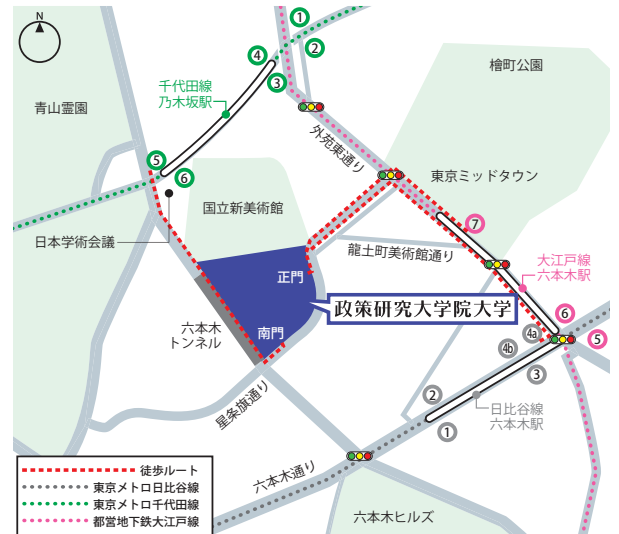 N
①
②
④
③
檜町公園
千代田線
乃木坂駅
青山霊園
外苑東通り
⑤
⑥
東京ミッドタウン
国立新美術館
⑦
日本学術会議
龍土町美術館通り
大江戸線
六本木駅
正門
政策研究大学院大学
六本木
トンネル
南門
⑥
4a
⑤
4b
③
②
①
日比谷線
六本木駅
星条旗通り
六本木通り
徒歩ルート
東京メトロ日比谷線
東京メトロ千代田線
都営地下鉄大江戸線
六本木ヒルズ